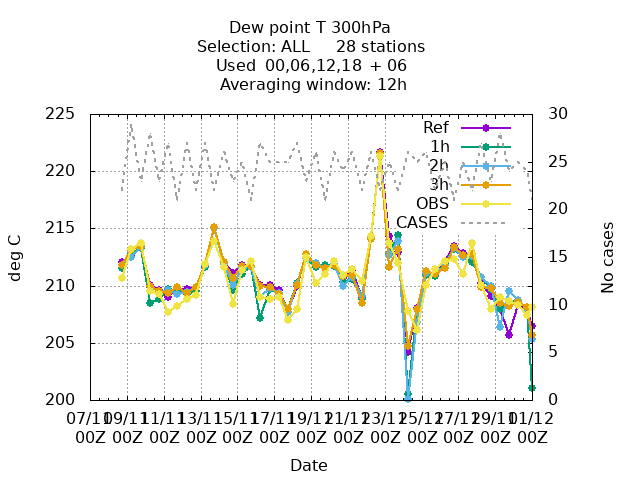 Dew point T 300hPa
Selection: ALL 28 stations
Used 00,06,12,18 + 06
Averaging window: 12h
225
220
215
210
205
200
deg C
30
25
20
15
10
5
0
No cases
Ref
1h
2h
3h
OBS
CASES
07/11 09/11 11/11 13/11 15/11 17/11 19/11 21/11 23/11 25/11 27/11 29/11 01/12
00Z 00Z 00Z 00Z 00Z 00Z 00Z 00Z 00Z 00Z 00Z 00Z 00Z
Date